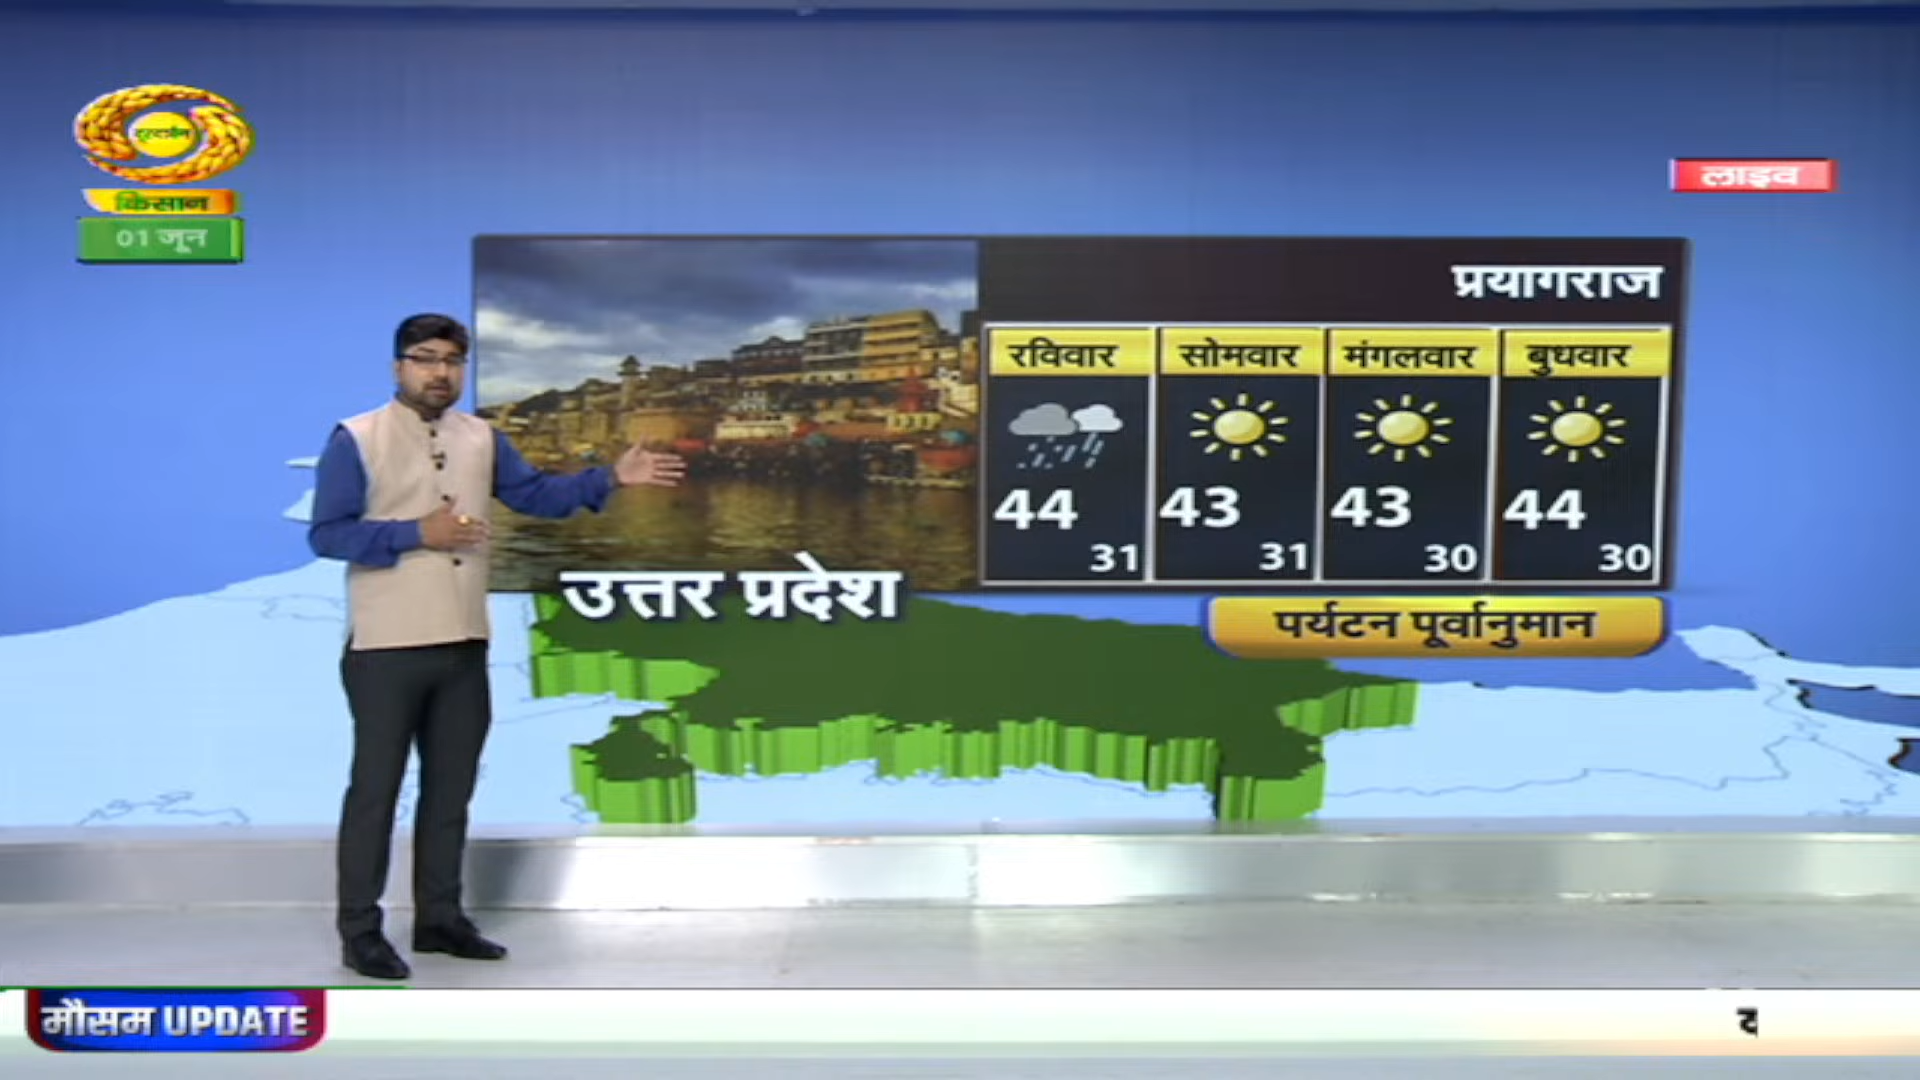 दूरदर्शन
किसान
01 जून
लाइव
प्रयागराज
रविवार सोमवार मंगलवार बुधवार
44 43 43 44
31 31 30 30
उत्तर प्रदेश
पर्यटन पूर्वानुमान
मौसम UPDATE